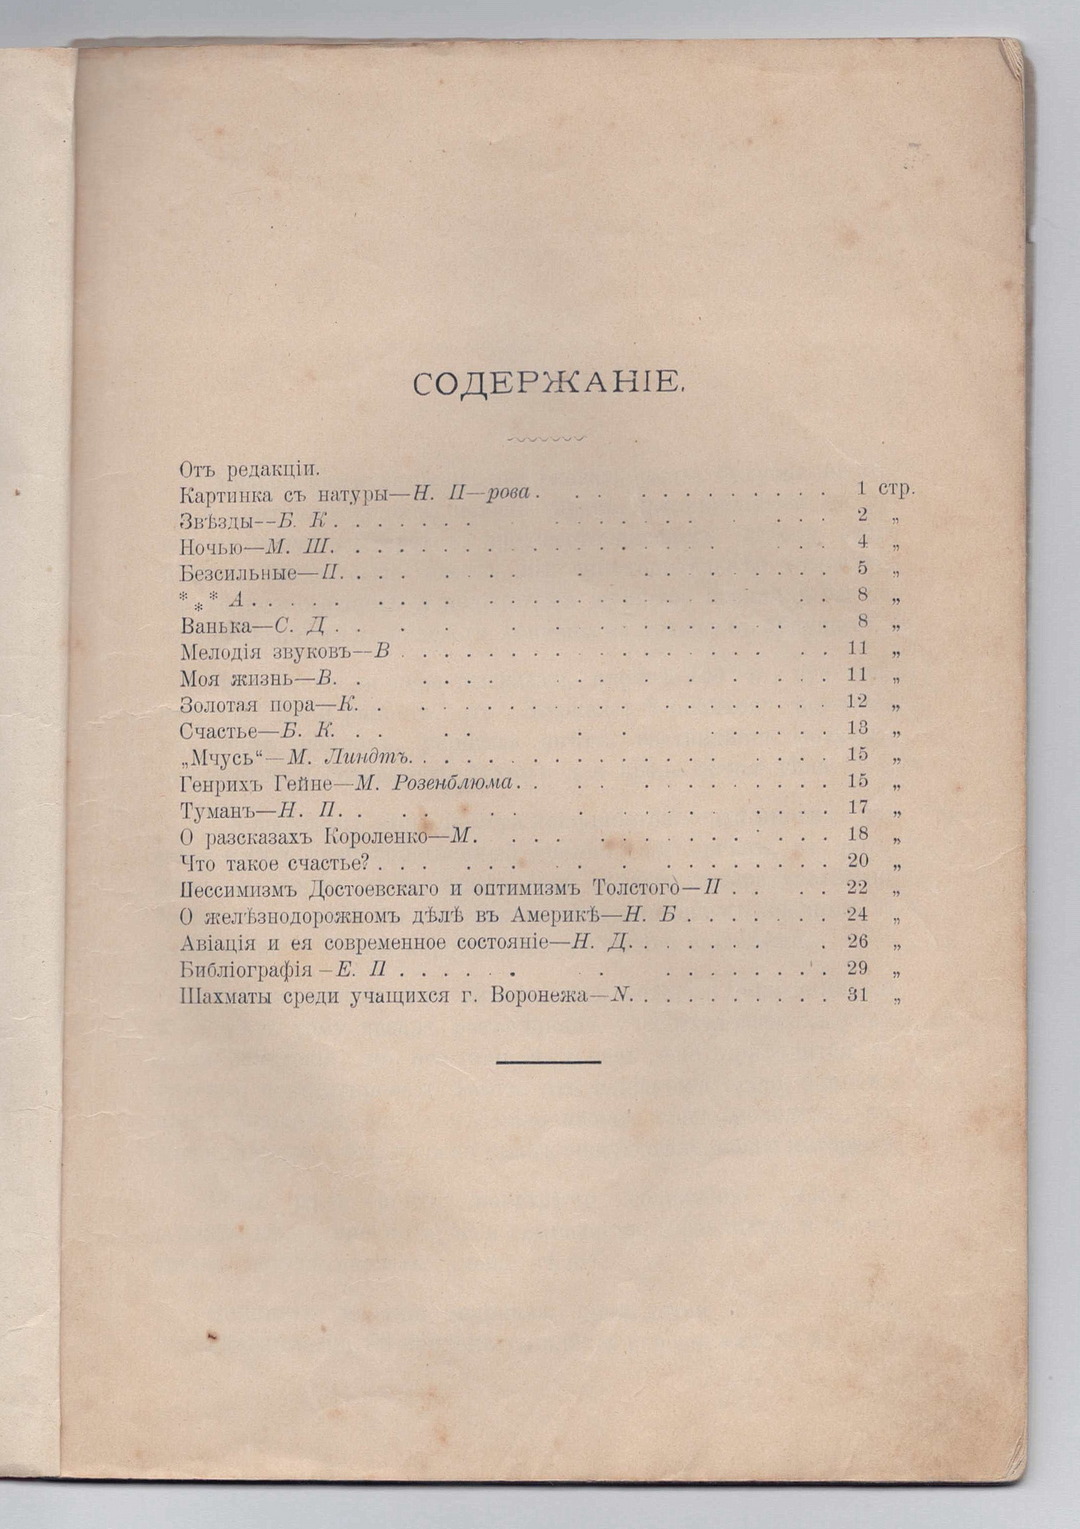 СОДЕРЖАНІЕ.
Отъ редакціи.
Картинка съ натуры—Н. П—рова . . . . . . . . . . . . . 1 стр.
Звѣзды--Б. К . . . . . . . . . . . . 2 „
Ночью—М. Ш. . . . . . . . . . . . . 4 „
Безсильные—П. . . . . . . . . . . . 5 „
* * * А . . . . . . . . . . . . 8 „
Ванька—С. Д . . . . . . . . . . . . 8 „
Мелодія звуковъ—В . . . . . . . . . . . . 11 „
Моя жизнь—В. . . . . . . . . . . . 11 „
Золотая пора—К. . . . . . . . . . . . 12 „
Счастье—Б. К. . . . . . . . . . . . 13 „
„Мчусь“—М. Линдтъ. . . . . . . . . . . . 15 „
Генрихъ Гейне—М. Розенблюма. . . . . . . . . . . . 15 „
Туманъ—Н. П. . . . . . . . . . . . 17 „
О разсказахъ Короленко—М. . . . . . . . . . . . 18 „
Что такое счастье? . . . . . . . . . . . . 20 „
Пессимизмъ Достоевскаго и оптимизмъ Толстого—П . . . . . 22 „
О желѣзнодорожномъ дѣлѣ въ Америкѣ—Н. Б . . . . . . . 24 „
Авіація и ея современное состояніе—Н. Д. . . . . . . . 26 „
Библіографія—Е. П . . . . . . . . . . . . 29 „
Шахматы среди учащихся г. Воронежа—N. . . . . . . . . . 31 „